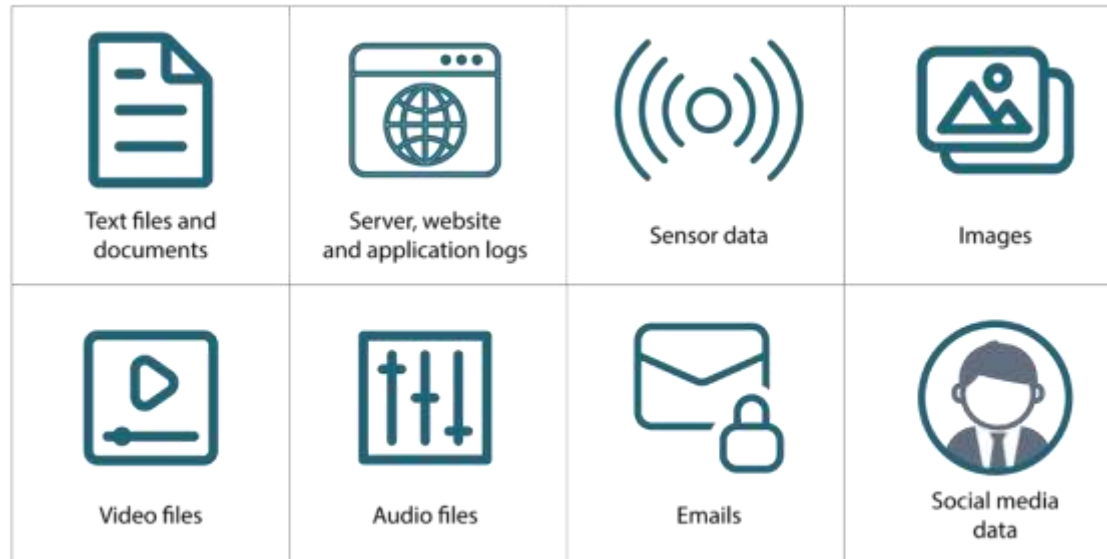 Text files and
documents
Server, website
and application logs
Sensor data
Images
Video files
Audio files
Emails
Social media
data